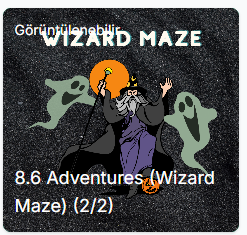 Görüntülenebilir
WIZARD MAZE
8.6 Adventures (Wizard
Maze) (2/2)